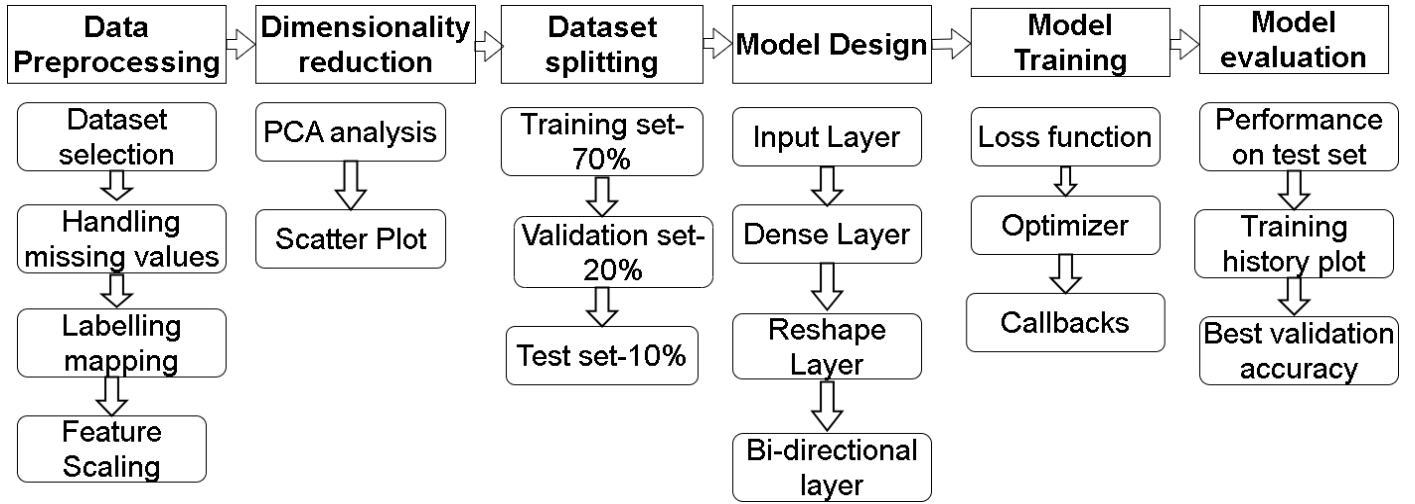 Data
Preprocessing
Dimensionality
reduction
Dataset
splitting
Model Design
Model
Training
Model
evaluation
Dataset
selection
Handling
missing values
Labelling
mapping
Feature
Scaling
PCA analysis
Scatter Plot
Training set-
70%
Validation set-
20%
Test set-10%
Input Layer
Dense Layer
Reshape
Layer
Bi-directional
layer
Loss function
Optimizer
Callbacks
Performance
on test set
Training
history plot
Best validation
accuracy